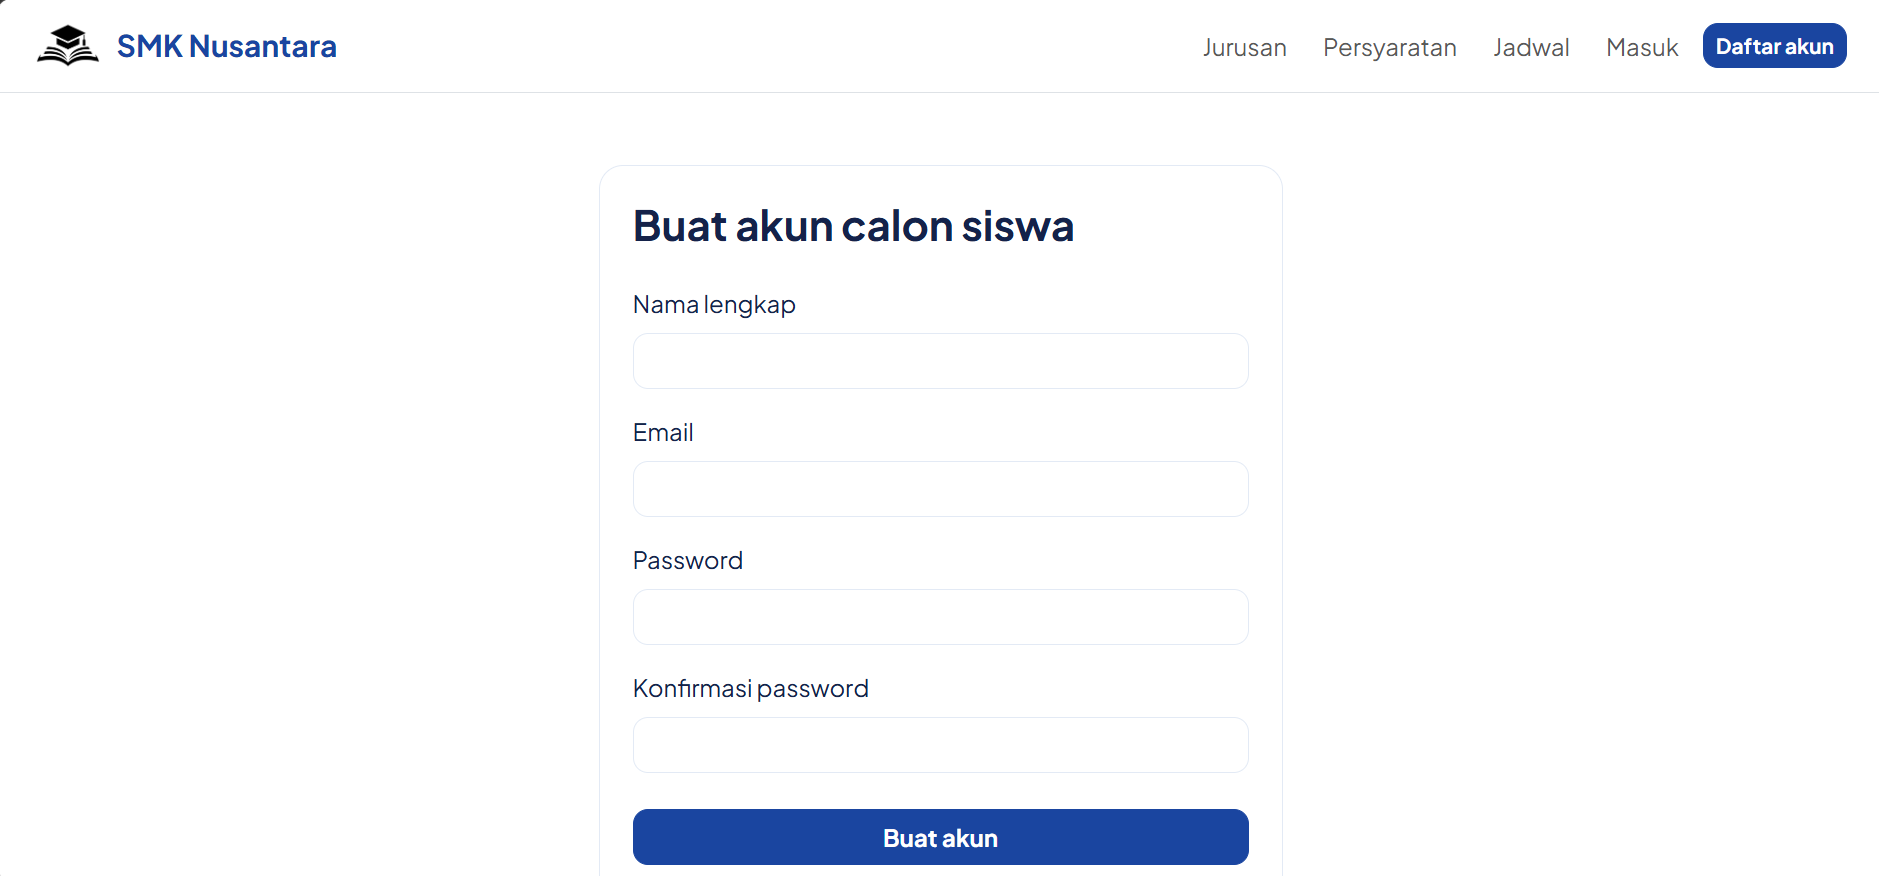 SMK Nusantara
Jurusan
Persyaratan
Jadwal
Masuk
Daftar akun
Buat akun calon siswa
Nama lengkap
Email
Password
Konfirmasi password
Buat akun